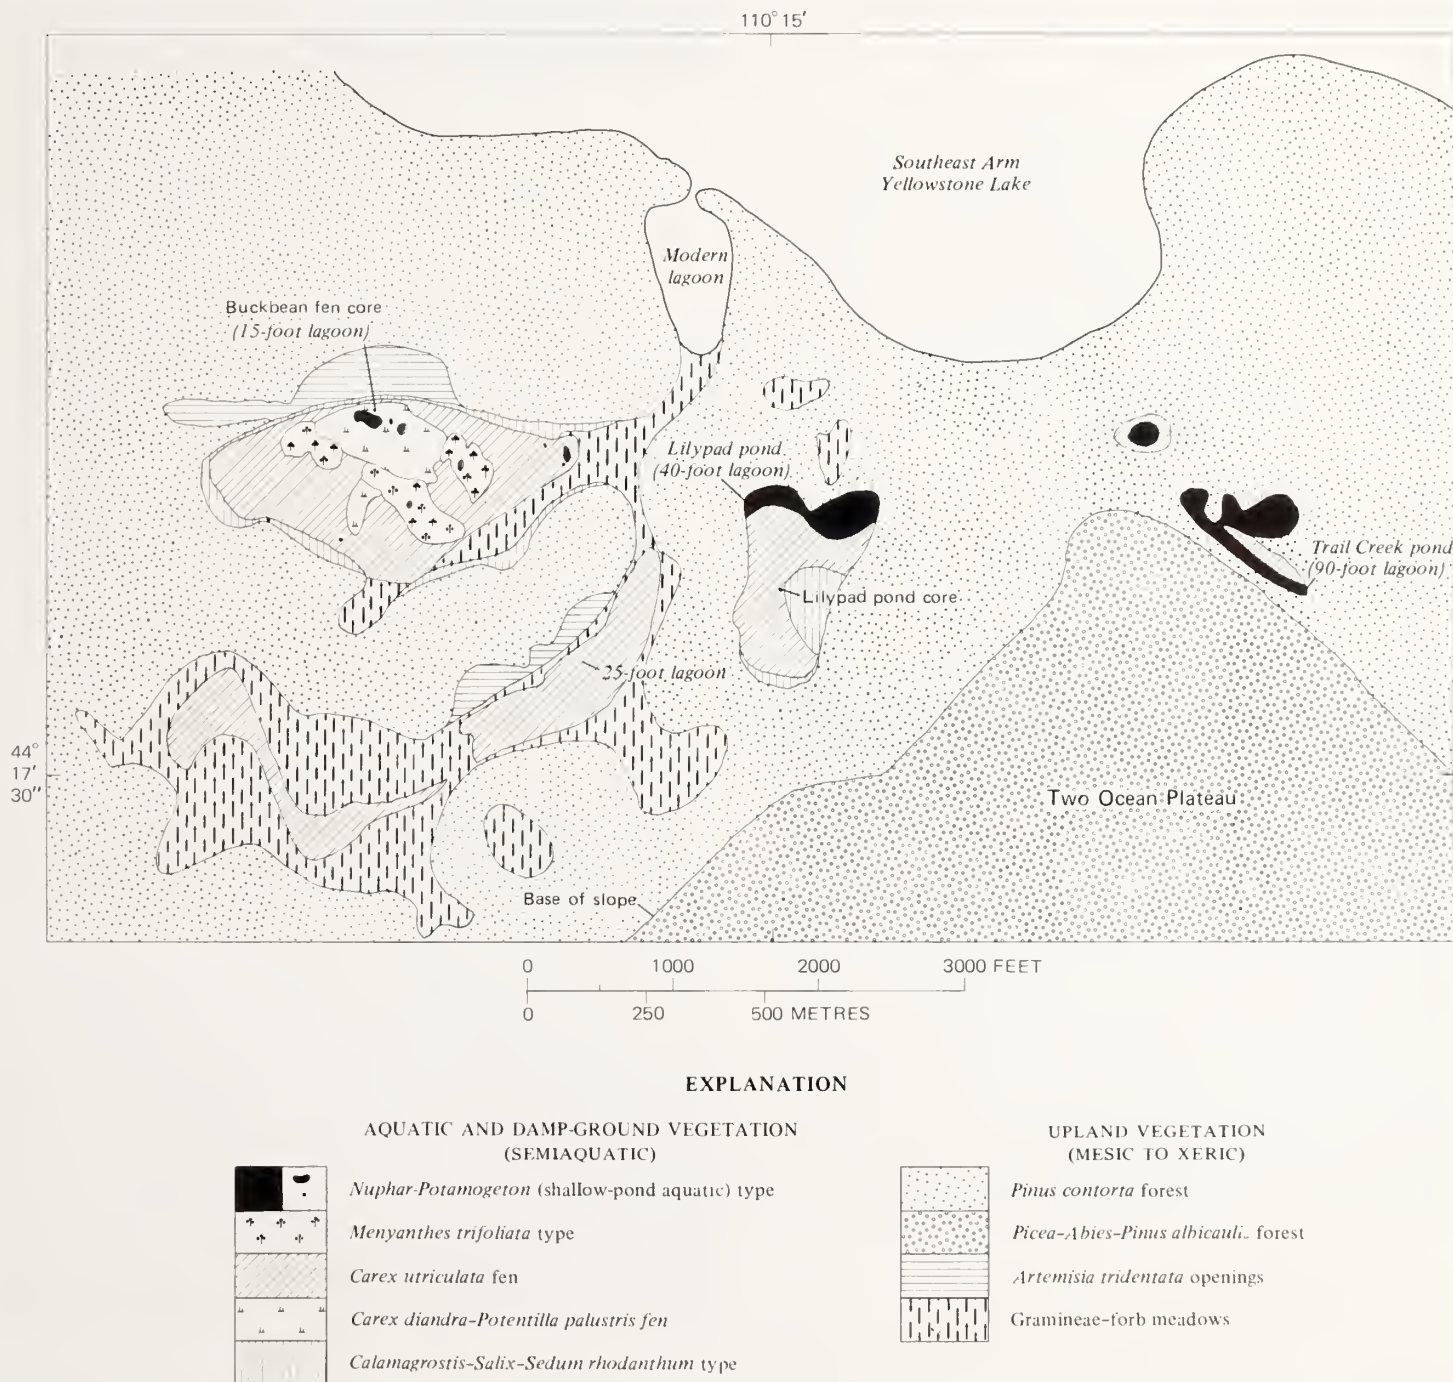 110° 15′
Southeast Arm
Yellowstone Lake
Modern
lagoon
Buckbean fen core
(15-foot lagoon)
Lilypad pond
(40-foot lagoon)
Trail Creek pond
(90-foot lagoon)
Lilypad pond core
25-foot lagoon
44°
17′
30″
Two Ocean Plateau
Base of slope
0 1000 2000 3000 FEET
0 250 500 METRES
EXPLANATION
AQUATIC AND DAMP-GROUND VEGETATION
(SEMIAQUATIC)
Nuphar-Potamogeton (shallow-pond aquatic) type
Menyanthes trifoliata type
Carex utriculata fen
Carex diandra-Potentilla palustris fen
Calamagrostis-Salix-Sedum rhodanthum type
UPLAND VEGETATION
(MESIC TO XERIC)
Pinus contorta forest
Picea-Abies-Pinus forest
Artemisia tridentata openings
Gramineae-forb meadows